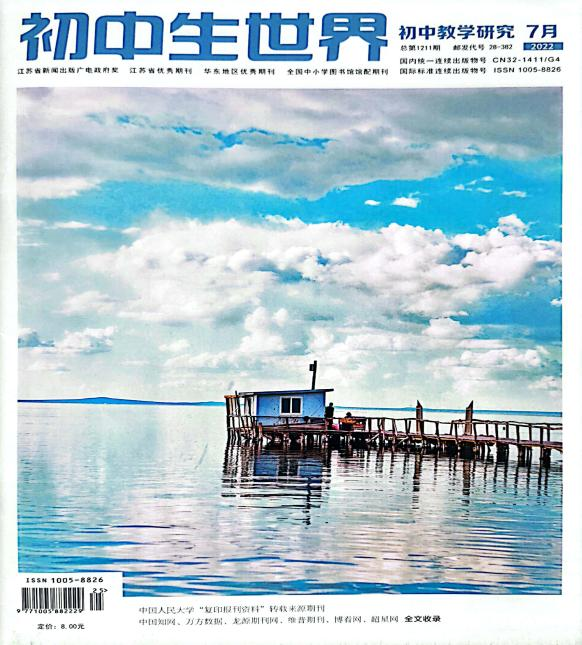 初中生世界
初中教学研究 7月
总第1211期 邮发代号 28-382 2022
国内统一连续出版物号 CN32-1411/G4
江苏省新闻出版广电政府奖 江苏省优秀期刊 华东地区优秀期刊 全国中小学图书馆馆配期刊
国际标准连续出版物号 ISSN 1005-8826
ISSN 1005-8826
25>
9 771005 882229
定价：8.00元
中国人民大学“复印报刊资料”转载来源期刊
中国知网、万方数据、龙源期刊网、维普期刊、博看网、超星网 全文收录